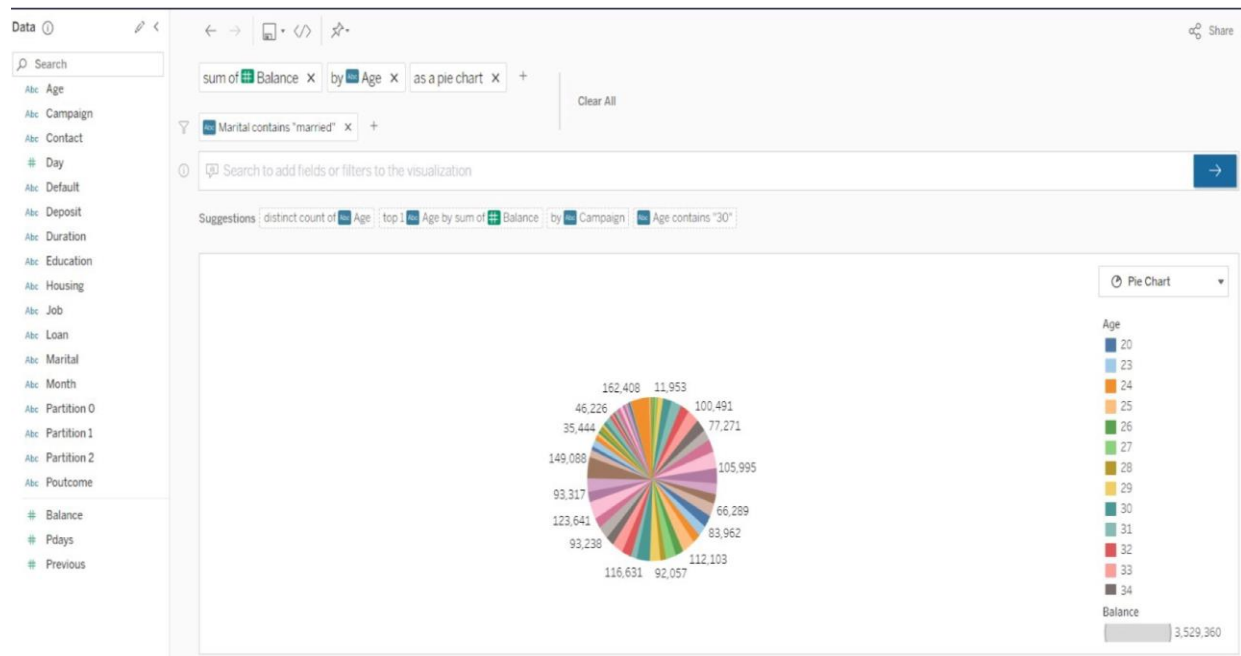 Data
Search
Abc Age
Abc Campaign
Abc Contact
# Day
Abc Default
Abc Deposit
Abc Duration
Abc Education
Abc Housing
Abc Job
Abc Loan
Abc Marital
Abc Month
Abc Partition 0
Abc Partition 1
Abc Partition 2
Abc Poutcome
# Balance
# Pdays
# Previous
Share
sum of # Balance × by Abc Age × as a pie chart × +
Clear All
Abc Marital contains "married" × +
Search to add fields or filters to the visualization
Suggestions distinct count of Abc Age top 1 Abc Age by sum of # Balance by Abc Campaign Abc Age contains "30"
Pie Chart
162,408 11,953
46,226 100,491
35,444 77,271
149,088 105,995
93,317 66,289
123,641 83,962
93,238 112,103
116,631 92,057
Age
20
23
24
25
26
27
28
29
30
31
32
33
34
Balance
3,529,360